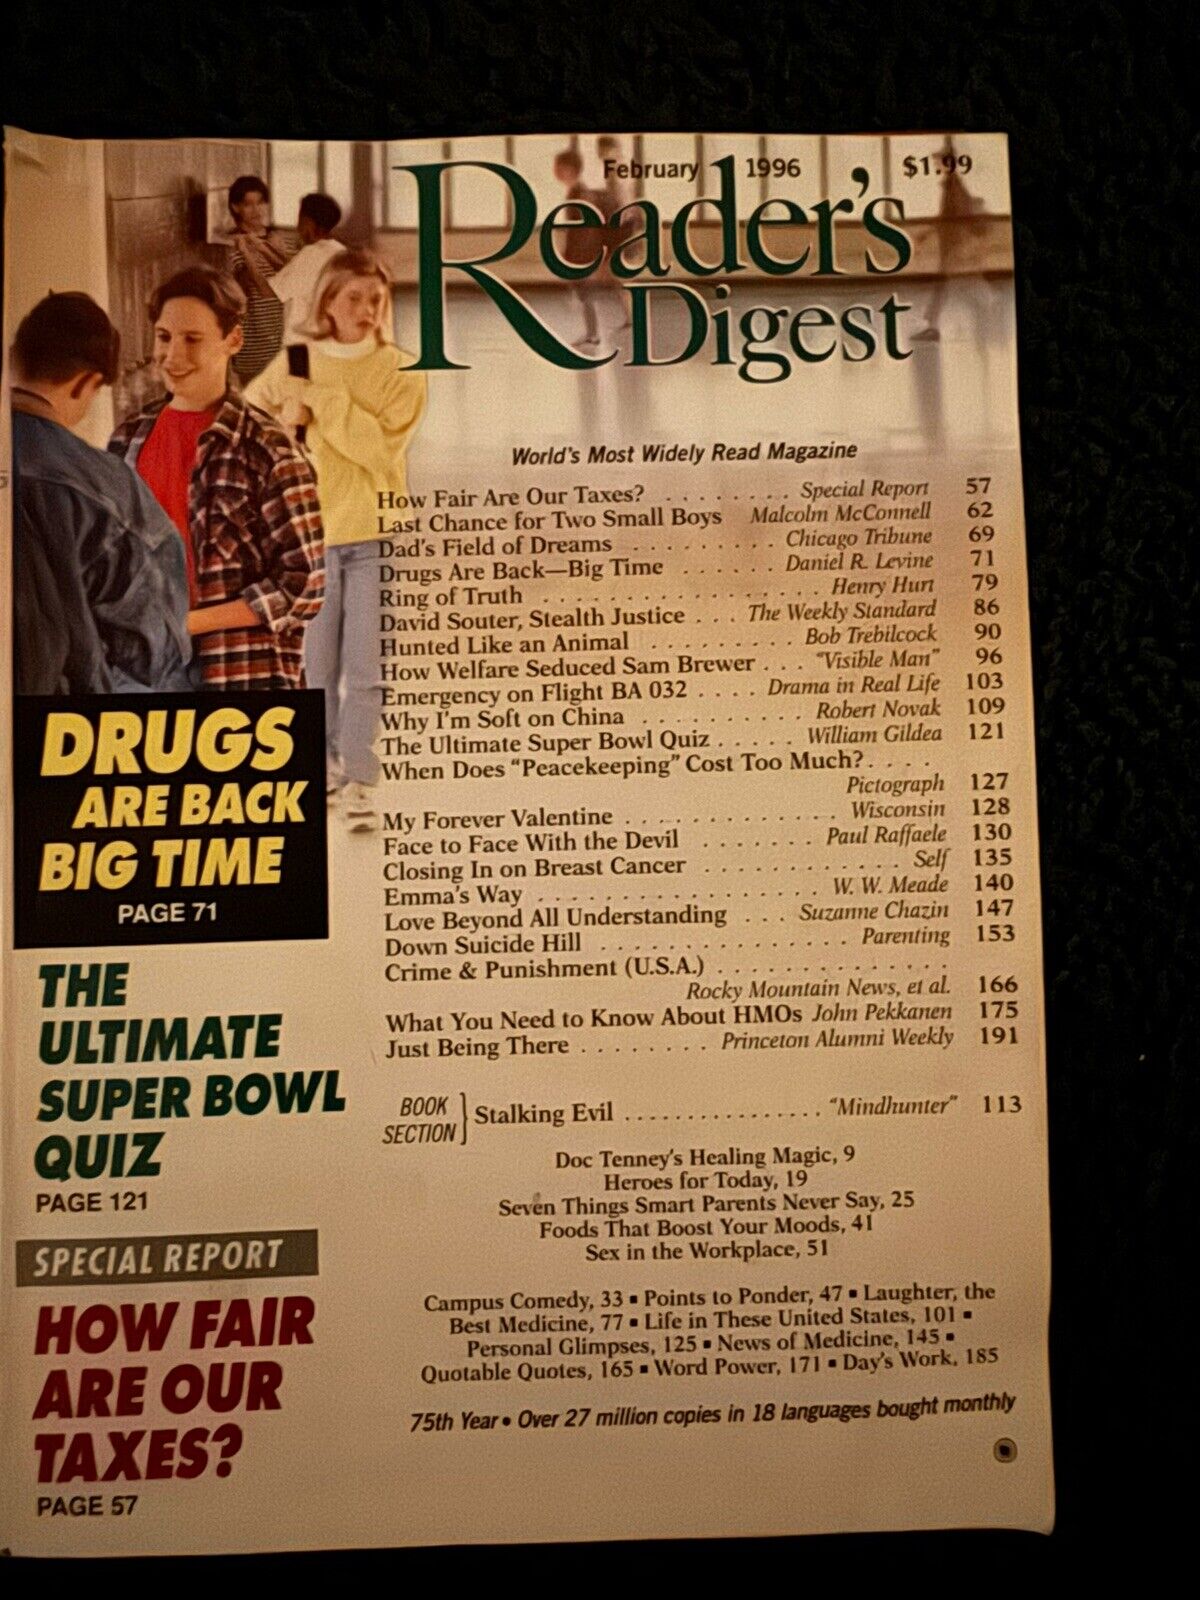 February 1996 $1.99
Reader's
Digest
World's Most Widely Read Magazine
How Fair Are Our Taxes? . . . . . . . . Special Report 57
Last Chance for Two Small Boys Malcolm McConnell 62
Dad's Field of Dreams . . . . . . . . . Chicago Tribune 69
Drugs Are Back—Big Time . . . . . . Daniel R. Levine 71
Ring of Truth . . . . . . . . . . . . . . . . . Henry Hurt 79
David Souter, Stealth Justice . . . The Weekly Standard 86
Hunted Like an Animal . . . . . . . . . Bob Trebilcock 90
How Welfare Seduced Sam Brewer . . . "Visible Man" 96
Emergency on Flight BA 032 . . . . Drama in Real Life 103
Why I'm Soft on China . . . . . . . . . . Robert Novak 109
The Ultimate Super Bowl Quiz . . . . . William Gildea 121
When Does "Peacekeeping" Cost Too Much? . . . .
Pictograph 127
My Forever Valentine . . . . . . . . . . . . . Wisconsin 128
Face to Face With the Devil . . . . . . . Paul Raffaele 130
Closing In on Breast Cancer . . . . . . . . . . . . Self 135
Emma's Way . . . . . . . . . . . . . . . . . W. W. Meade 140
Love Beyond All Understanding . . . Suzanne Chazin 147
Down Suicide Hill . . . . . . . . . . . . . . . Parenting 153
Crime & Punishment (U.S.A.) . . . . . . . . . . . . . .
Rocky Mountain News, et al. 166
What You Need to Know About HMOs John Pekkanen 175
Just Being There . . . . . . . . Princeton Alumni Weekly 191
BOOK
SECTION
Stalking Evil . . . . . . . . . . . . . . . . "Mindhunter" 113
Doc Tenney's Healing Magic, 9
Heroes for Today, 19
Seven Things Smart Parents Never Say, 25
Foods That Boost Your Moods, 41
Sex in the Workplace, 51
Campus Comedy, 33 ▪ Points to Ponder, 47 ▪ Laughter, the
Best Medicine, 77 ▪ Life in These United States, 101 ▪
Personal Glimpses, 125 ▪ News of Medicine, 145 ▪
Quotable Quotes, 165 ▪ Word Power, 171 ▪ Day's Work, 185
75th Year • Over 27 million copies in 18 languages bought monthly
DRUGS
ARE BACK
BIG TIME
PAGE 71
THE
ULTIMATE
SUPER BOWL
QUIZ
PAGE 121
SPECIAL REPORT
HOW FAIR
ARE OUR
TAXES?
PAGE 57